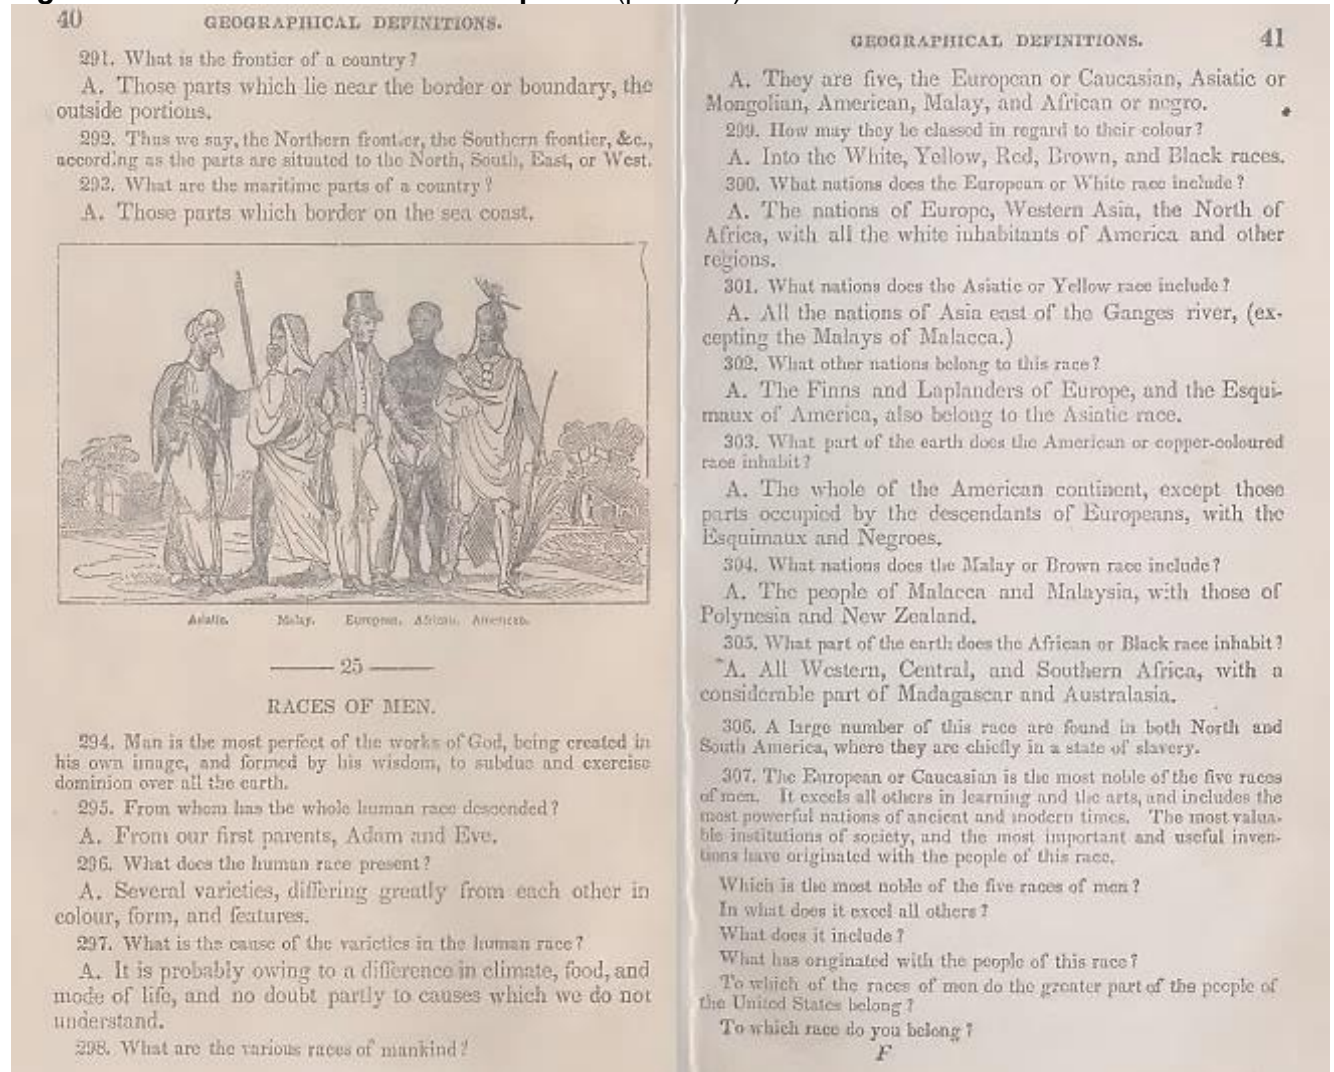 40
GEOGRAPHICAL DEFINITIONS.
291. What is the frontier of a country?
A. Those parts which lie near the border or boundary, the
outside portions.
292. Thus we say, the Northern frontier, the Southern frontier, &c.,
according as the parts are situated to the North, South, East, or West.
293. What are the maritime parts of a country?
A. Those parts which border on the sea coast.
Asiatic. Malay. European. African. American.
25
RACES OF MEN.
294. Man is the most perfect of the works of God, being created in
his own image, and formed by his wisdom, to subdue and exercise
dominion over all the earth.
295. From whom has the whole human race descended?
A. From our first parents, Adam and Eve.
296. What does the human race present?
A. Several varieties, differing greatly from each other in
colour, form, and features.
297. What is the cause of the varieties in the human race?
A. It is probably owing to a difference in climate, food, and
mode of life, and no doubt partly to causes which we do not
understand.
298. What are the various races of mankind?
GEOGRAPHICAL DEFINITIONS.
41
A. They are five, the European or Caucasian, Asiatic or
Mongolian, American, Malay, and African or negro.
299. How may they be classed in regard to their colour?
A. Into the White, Yellow, Red, Brown, and Black races.
300. What nations does the European or White race include?
A. The nations of Europe, Western Asia, the North of
Africa, with all the white inhabitants of America and other
regions.
301. What nations does the Asiatic or Yellow race include?
A. All the nations of Asia east of the Ganges river, (ex-
cepting the Malays of Malacca.)
302. What other nations belong to this race?
A. The Finns and Laplanders of Europe, and the Esqui-
maux of America, also belong to the Asiatic race.
303. What part of the earth does the American or copper-coloured
race inhabit?
A. The whole of the American continent, except those
parts occupied by the descendants of Europeans, with the
Esquimaux and Negroes.
304. What nations does the Malay or Brown race include?
A. The people of Malacca and Malaysia, with those of
Polynesia and New Zealand.
305. What part of the earth does the African or Black race inhabit?
A. All Western, Central, and Southern Africa, with a
considerable part of Madagascar and Australasia.
306. A large number of this race are found in both North and
South America, where they are chiefly in a state of slavery.
307. The European or Caucasian is the most noble of the five races
of men. It excels all others in learning and the arts, and includes the
most powerful nations of ancient and modern times. The most valua-
ble institutions of society, and the most important and useful inven-
tions have originated with the people of this race.
Which is the most noble of the five races of men?
In what does it excel all others?
What does it include?
What has originated with the people of this race?
To which of the races of men do the greater part of the people of
the United States belong?
To which race do you belong?
F